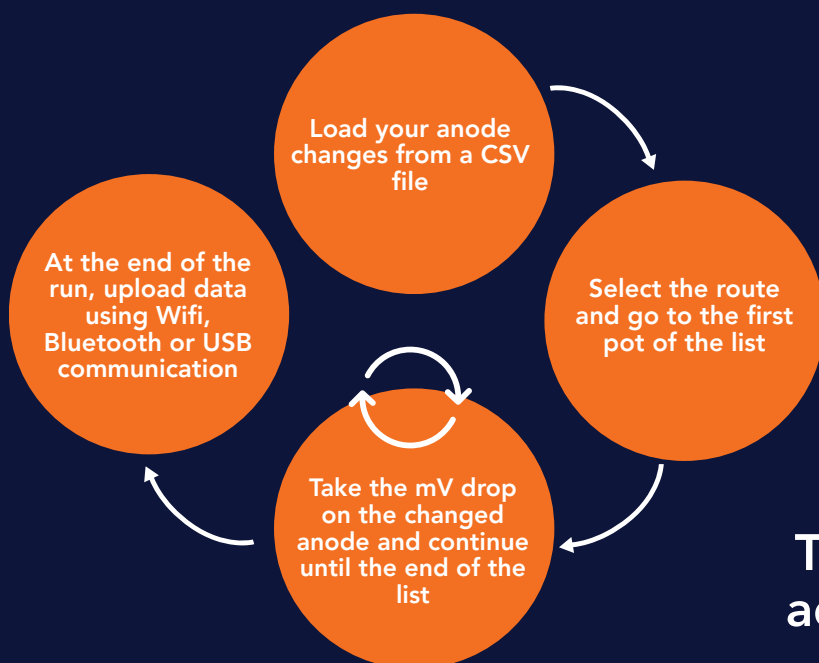 Load your anode
changes from a CSV
file
Select the route
and go to the first
pot of the list
Take the mV drop
on the changed
anode and continue
until the end of the
list
At the end of the
run, upload data
using Wifi,
Bluetooth or USB
communication